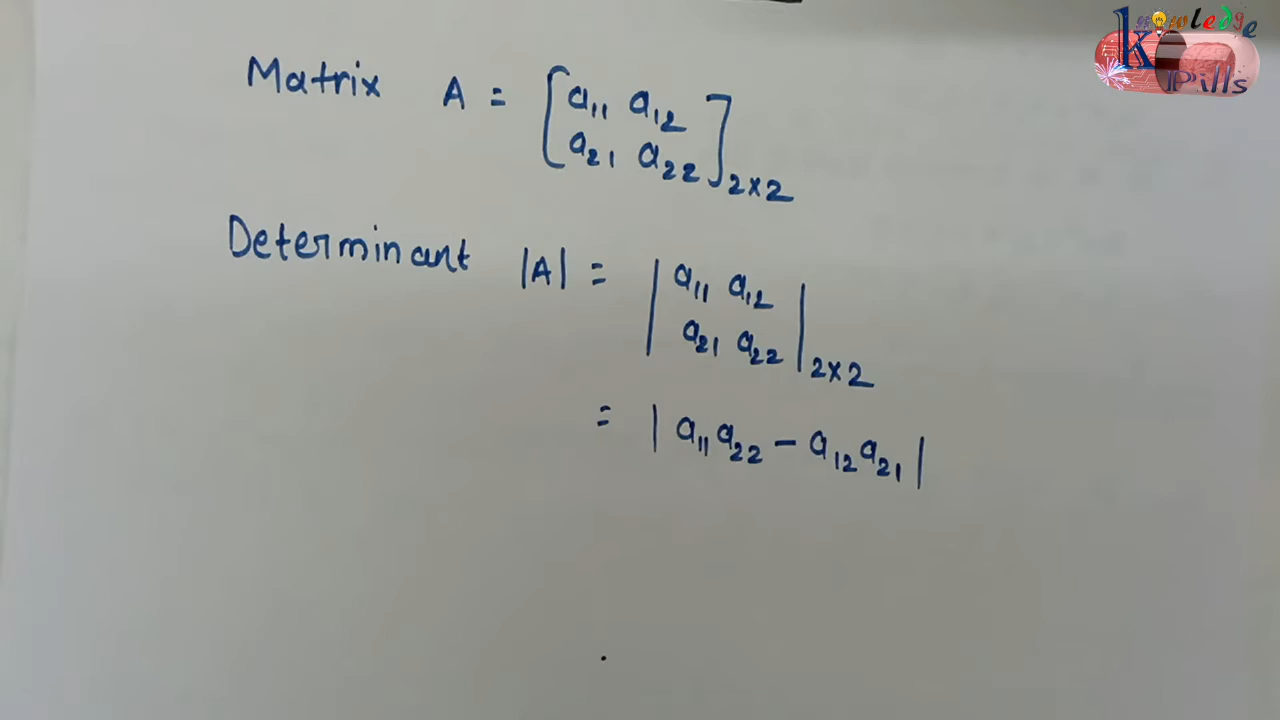 knowledge
Pills
Matrix A = [a₁₁ a₁₂
a₂₁ a₂₂]₂ₓ₂
Determinant |A| = |a₁₁ a₁₂
a₂₁ a₂₂|₂ₓ₂
= |a₁₁a₂₂ - a₁₂a₂₁|